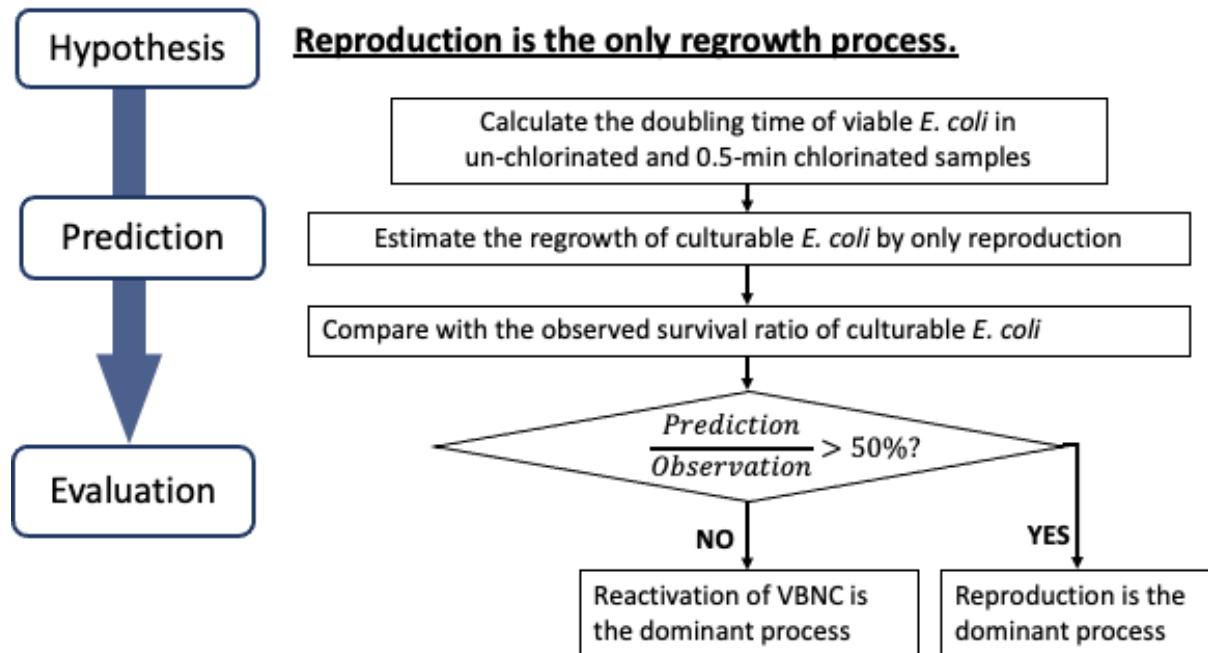 Hypothesis
Reproduction is the only regrowth process.
Calculate the doubling time of viable E. coli in
un-chlorinated and 0.5-min chlorinated samples
Prediction
Estimate the regrowth of culturable E. coli by only reproduction
Compare with the observed survival ratio of culturable E. coli
Prediction
Observation
> 50%?
Evaluation
NO
YES
Reactivation of VBNC is
the dominant process
Reproduction is the
dominant process